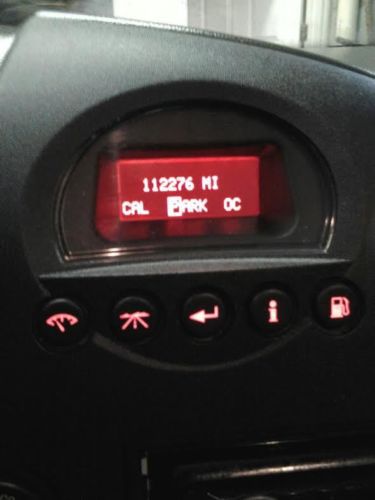 112276 MI
CAL PARK OC
i